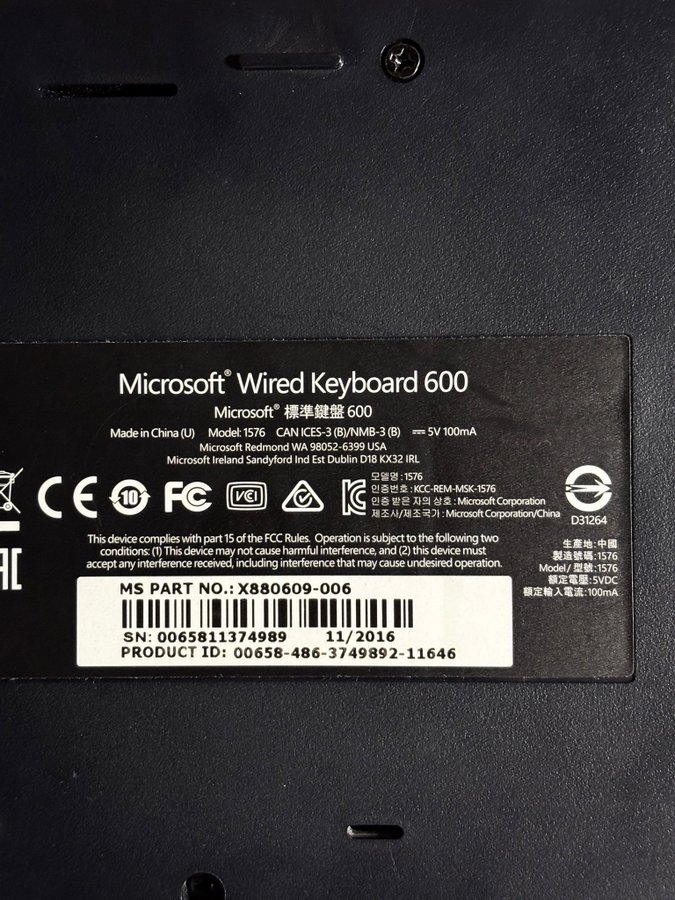 Microsoft® Wired Keyboard 600
Microsoft® 標準鍵盤 600
Made in China (U) Model: 1576 CAN ICES-3 (B)/NMB-3 (B) ⎓ 5V 100mA
Microsoft Redmond WA 98052-6399 USA
Microsoft Ireland Sandyford Ind Est Dublin D18 KX32 IRL
CE 10 FC VCI
모델명 : 1576
인증번호 : KCC-REM-MSK-1576
인증 받은 자의 상호 : Microsoft Corporation
제조사/제조국가 : Microsoft Corporation/China
D31264
This device complies with part 15 of the FCC Rules. Operation is subject to the following two
conditions: (1) This device may not cause harmful interference, and (2) this device must
accept any interference received, including interference that may cause undesired operation.
生產地: 中國
製造號碼: 1576
Model / 型號: 1576
額定電壓: 5VDC
額定輸入電流: 100mA
EAC
MS PART NO.: X880609-006
SN: 0065811374989 11/2016
PRODUCT ID: 00658-486-3749892-11646